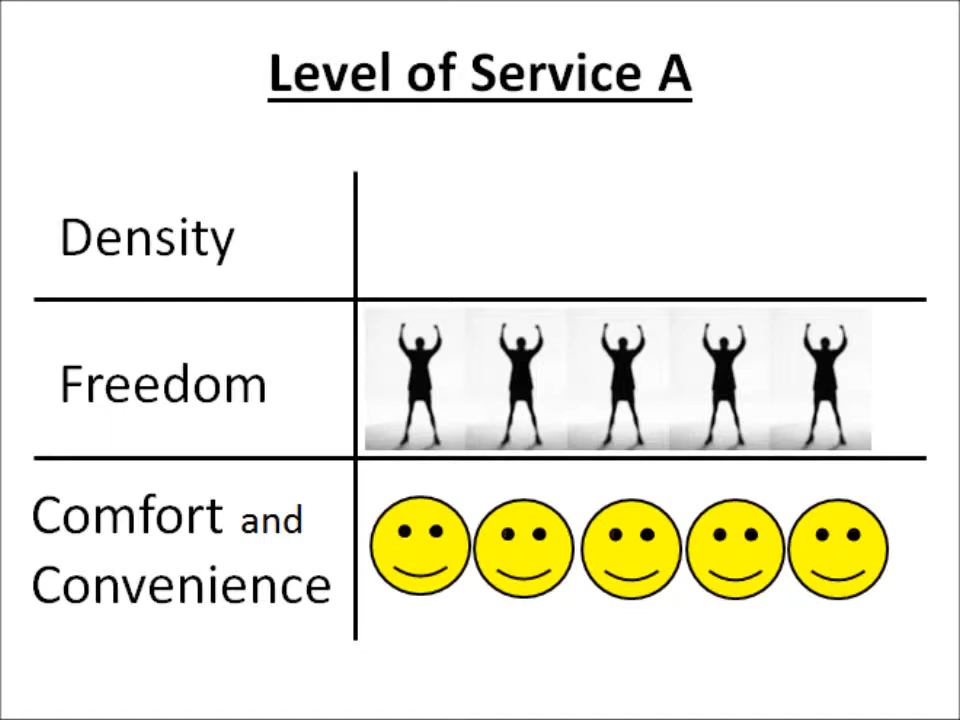 Level of Service A
Density
Freedom
Comfort and
Convenience